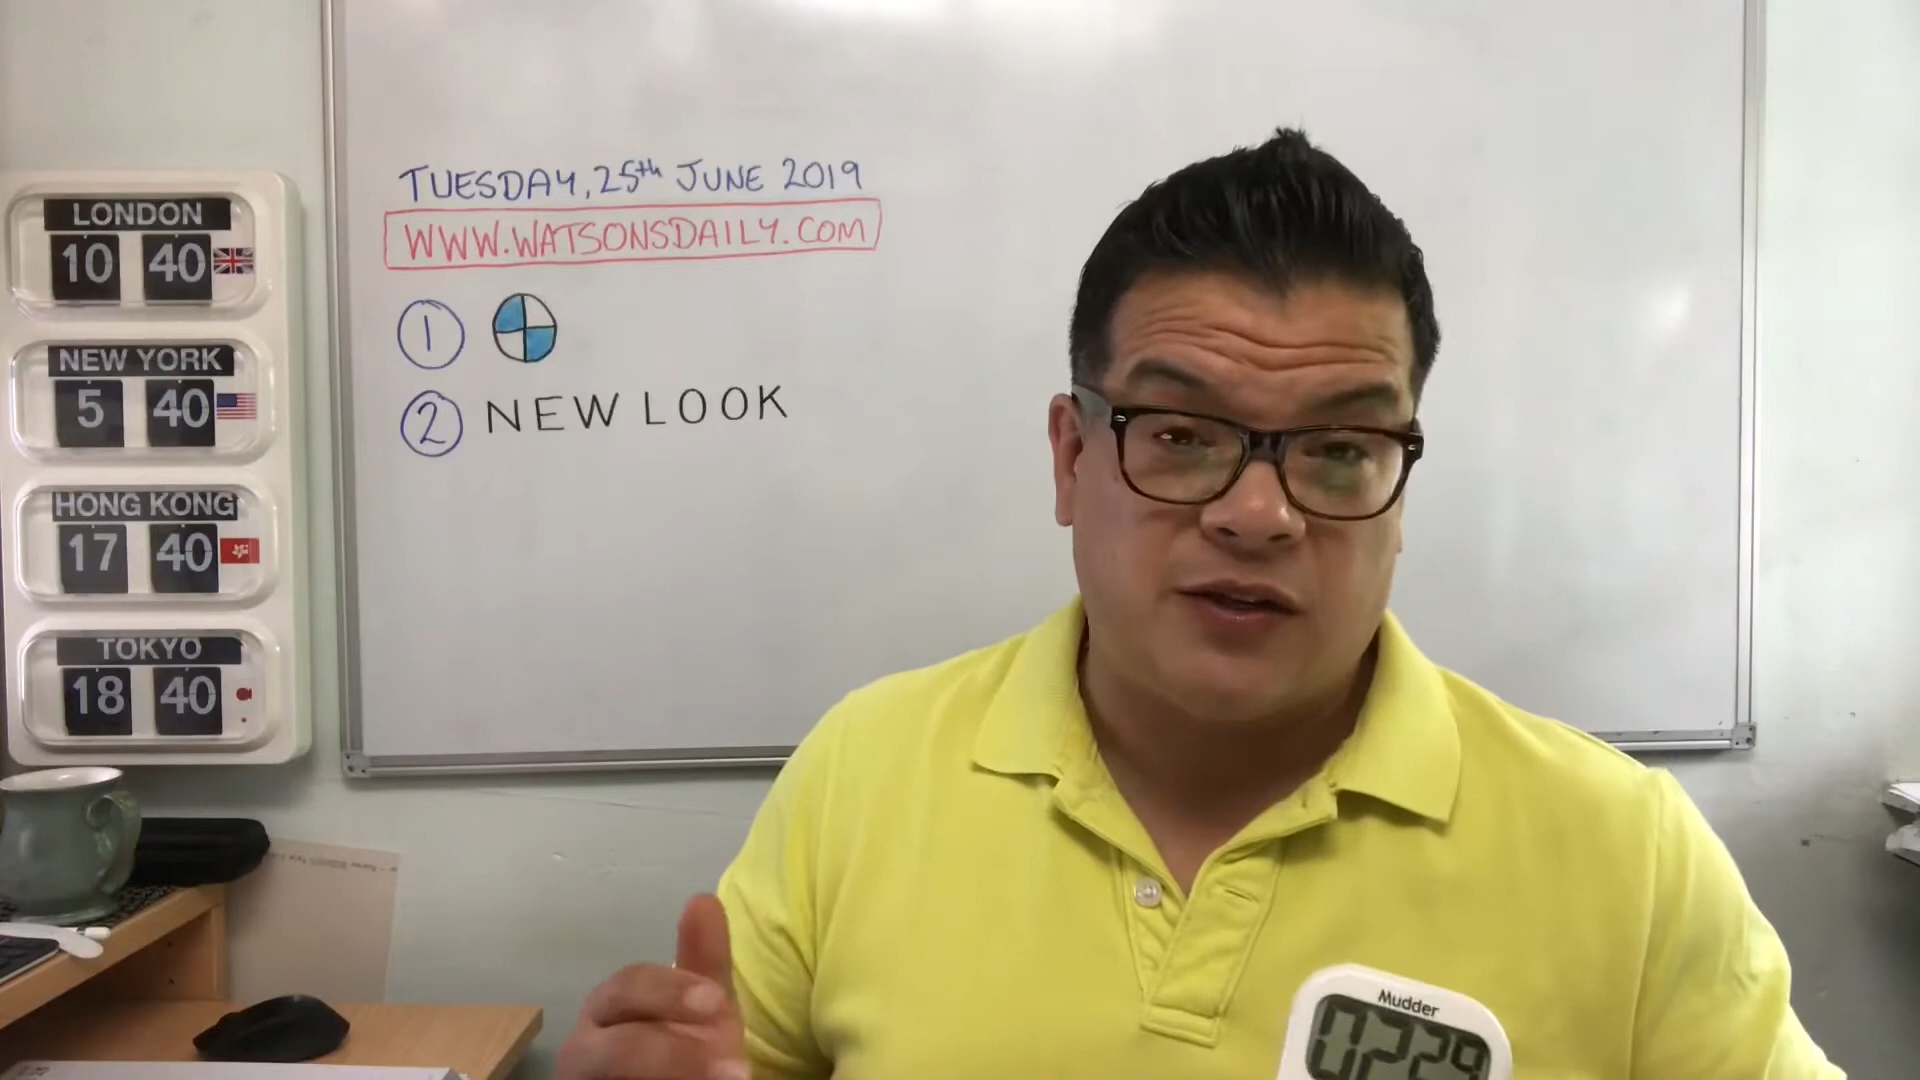 TUESDAY, 25th JUNE 2019
WWW.WATSONSDAILY.COM
1
2 NEW LOOK
LONDON
10 40
NEW YORK
5 40
HONG KONG
17 40
TOKYO
18 40
Mudder
0229